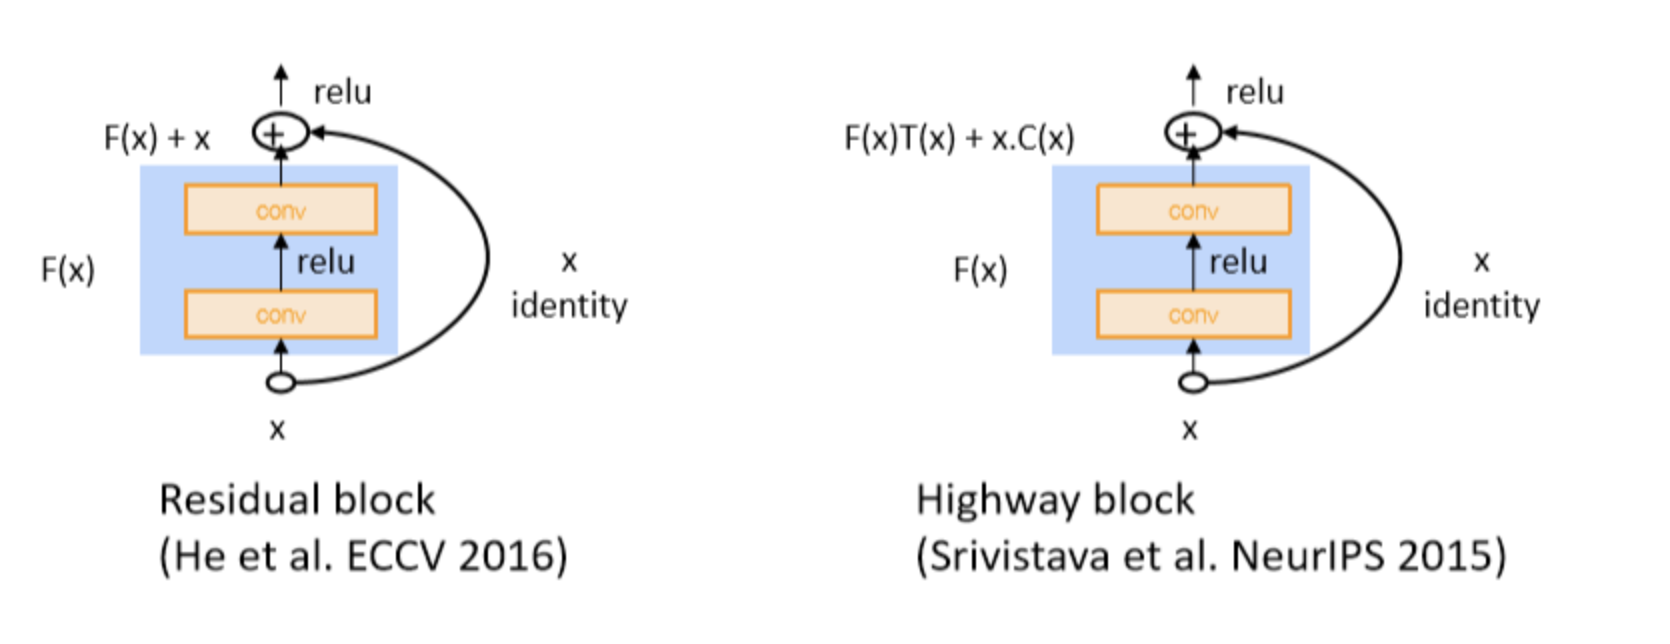 relu
F(x) + x
+
conv
relu
F(x)
conv
x
identity
x
Residual block
(He et al. ECCV 2016)
relu
F(x)T(x) + x.C(x)
+
conv
relu
F(x)
conv
x
identity
x
Highway block
(Srivistava et al. NeurIPS 2015)